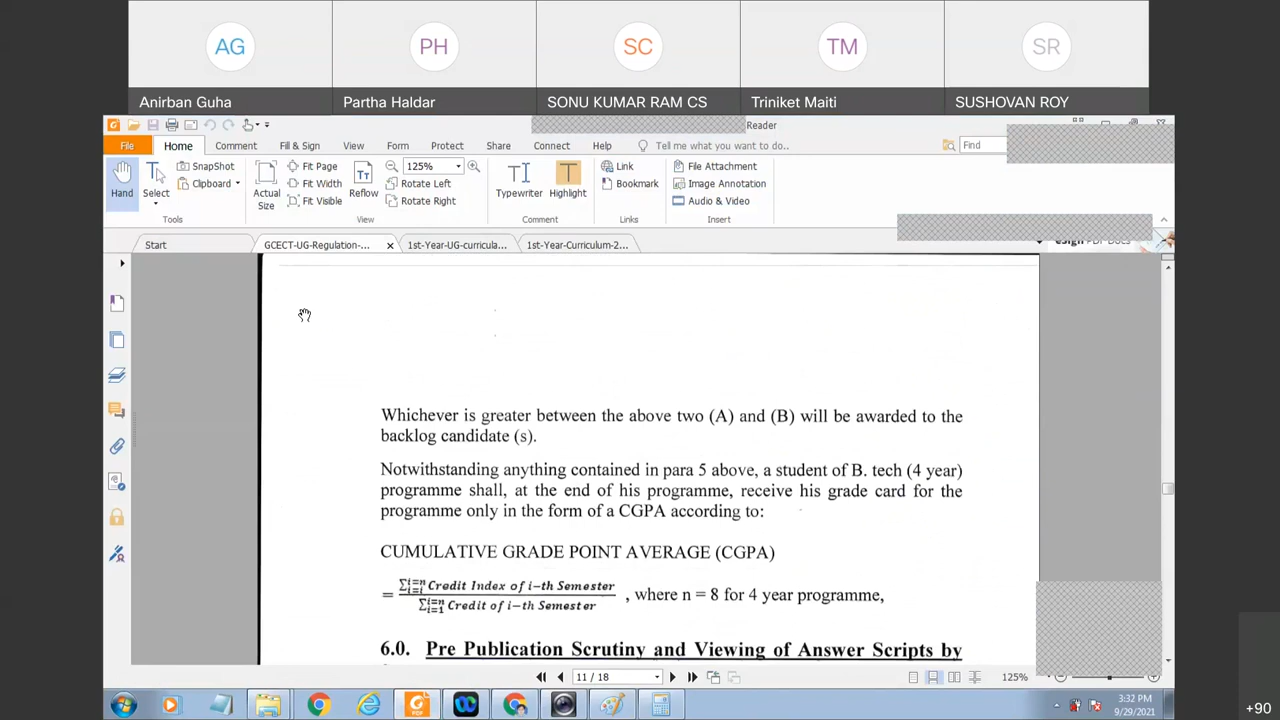 AG
PH
SC
TM
SR
Anirban Guha
Partha Haldar
SONU KUMAR RAM CS
Triniket Maiti
SUSHOVAN ROY
Reader
File
Home
Comment
Fill & Sign
View
Form
Protect
Share
Connect
Help
Tell me what you want to do..
Find
Hand
Select
SnapShot
Clipboard
Tools
Actual
Size
Fit Page
Fit Width
Fit Visible
Reflow
125%
Rotate Left
Rotate Right
View
Typewriter
Highlight
Comment
Link
Bookmark
Links
File Attachment
Image Annotation
Audio & Video
Insert
Start
GCECT-UG-Regulation-...
1st-Year-UG-curricula...
1st-Year-Curriculum-2...
eSign PDF Docs
Whichever is greater between the above two (A) and (B) will be awarded to the
backlog candidate (s).
Notwithstanding anything contained in para 5 above, a student of B. tech (4 year)
programme shall, at the end of his programme, receive his grade card for the
programme only in the form of a CGPA according to:
CUMULATIVE GRADE POINT AVERAGE (CGPA)
= ∑i=n i=i Credit Index of i−th Semester
∑i=n i=1 Credit of i−th Semester , where n = 8 for 4 year programme,
6.0. Pre Publication Scrutiny and Viewing of Answer Scripts by
11 / 18
125%
3:32 PM
9/29/2021
+90